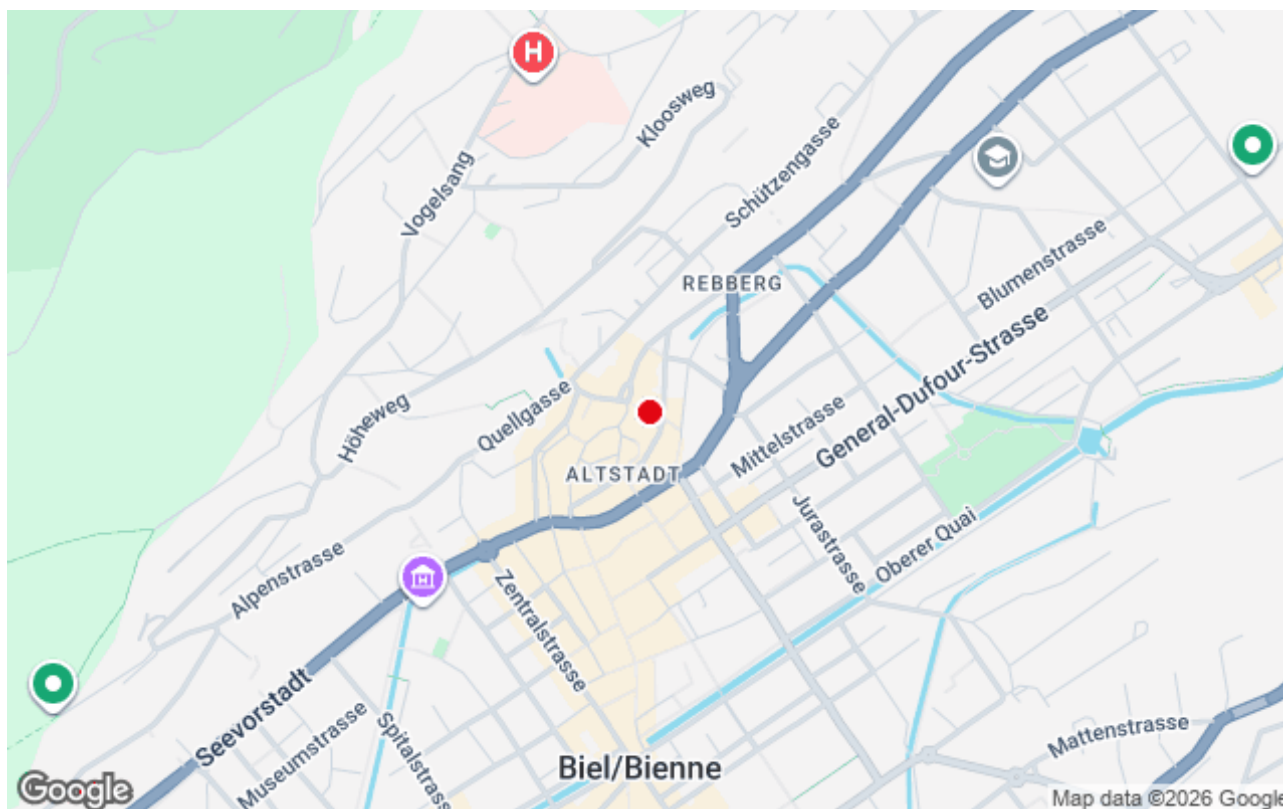 H
Kloosweg
Vogelsang
Schützengasse
REBBERG
Blumenstrasse
General-Dufour-Strasse
Höheweg
Quellgasse
Mittelstrasse
ALTSTADT
Jurastrasse
Oberer Quai
Alpenstrasse
Zentralstrasse
Seevorstadt
Museumstrasse
Spitalstrasse
Mattenstrasse
Biel/Bienne
Google
Map data ©2026 Google